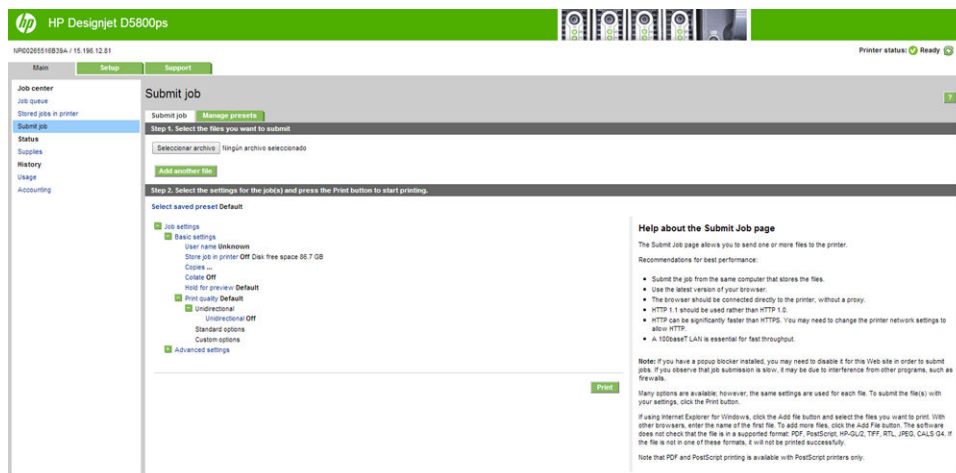 hp HP Designjet D5800ps
NPI00265516B39A / 15.196.12.81
Printer status: Ready
Main Setup Support
Job center
Job queue
Stored jobs in printer
Submit job
Status
Supplies
History
Usage
Accounting
Submit job
?
Submit job Manage presets
Step 1. Select the files you want to submit
Seleccionar archivo Ningún archivo seleccionado
Add another file
Step 2. Select the settings for the job(s) and press the Print button to start printing.
Select saved preset Default
Job settings
Basic settings
User name Unknown
Store job in printer Off Disk free space 86.7 GB
Copies ...
Collate Off
Hold for preview Default
Print quality Default
Unidirectional
Unidirectional Off
Standard options
Custom options
Advanced settings
Print
Help about the Submit Job page
The Submit Job page allows you to send one or more files to the printer.
Recommendations for best performance:
Submit the job from the same computer that stores the files.
Use the latest version of your browser.
The browser should be connected directly to the printer, without a proxy.
HTTP 1.1 should be used rather than HTTP 1.0.
HTTP can be significantly faster than HTTPS. You may need to change the printer network settings to
allow HTTP.
A 100baseT LAN is essential for fast throughput.
Note: If you have a popup blocker installed, you may need to disable it for this Web site in order to submit
jobs. If you observe that job submission is slow, it may be due to interference from other programs, such as
firewalls.
Many options are available; however, the same settings are used for each file. To submit the file(s) with
your settings, click the Print button.
If using Internet Explorer for Windows, click the Add file button and select the files you want to print. With
other browsers, enter the name of the first file. To add more files, click the Add File button. The software
does not check that the file is in a supported format: PDF, PostScript, HP-GL/2, TIFF, RTL, JPEG, CALS G4. If
the file is not in one of these formats, it will not be printed successfully.
Note that PDF and PostScript printing is available with PostScript printers only.